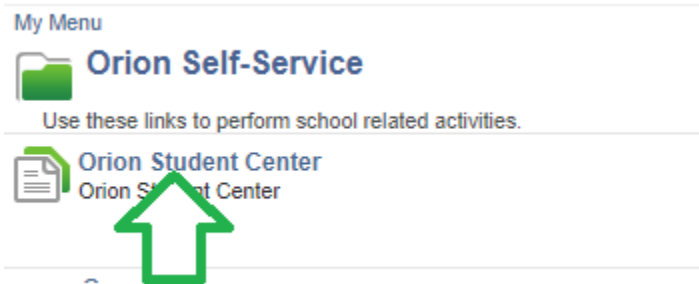 My Menu
Orion Self-Service
Use these links to perform school related activities.
Orion Student Center
Orion Center